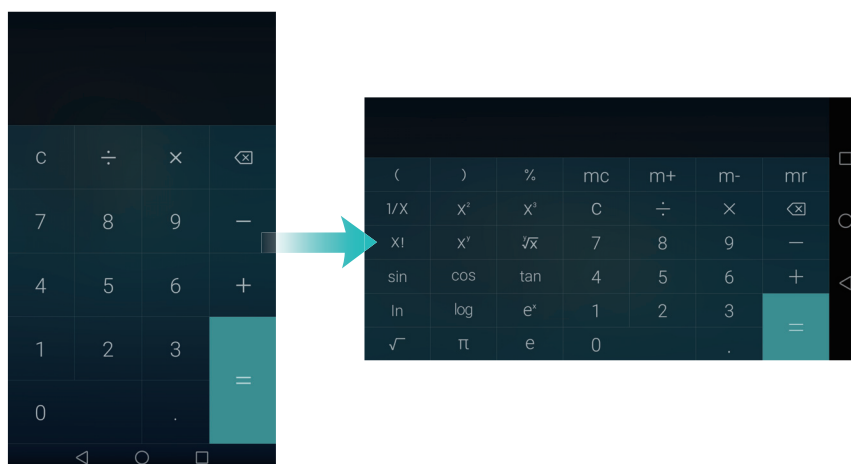 C ÷ ×
7 8 9 −
4 5 6 +
1 2 3 =
0 .
( ) % mc m+ m- mr
1/X X² X³ C ÷ ×
X! Xʸ ʸ√x 7 8 9 −
sin cos tan 4 5 6 +
ln log eˣ 1 2 3 =
√ π e 0 .